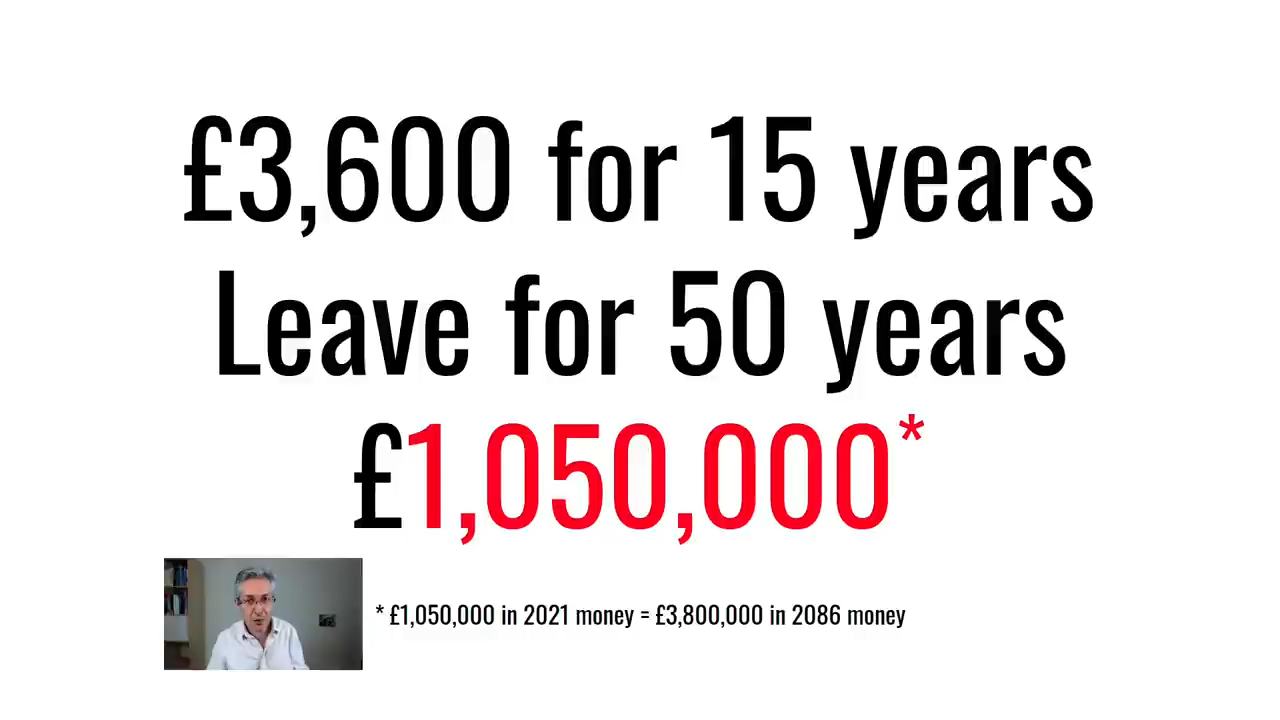 £3,600 for 15 years
Leave for 50 years
£1,050,000*
* £1,050,000 in 2021 money = £3,800,000 in 2086 money